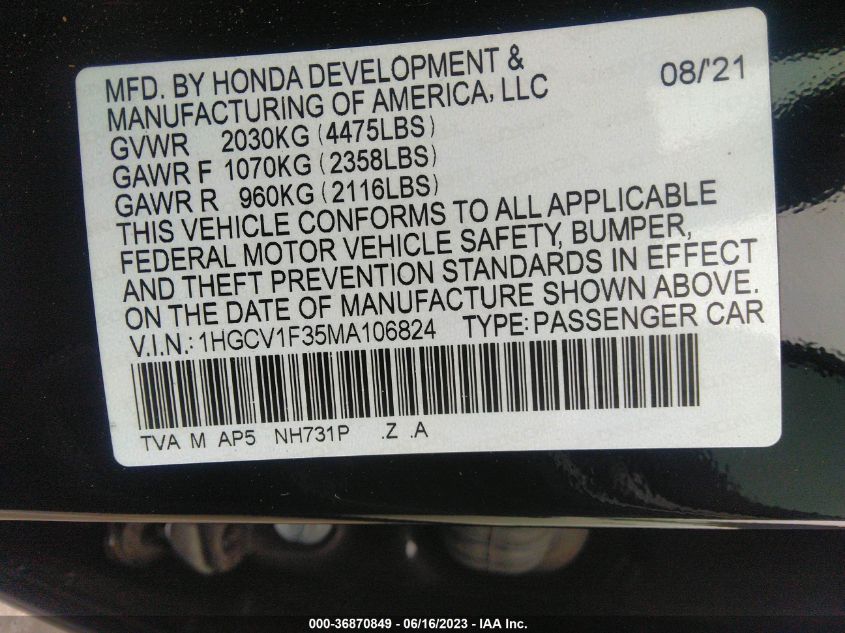 MFD. BY HONDA DEVELOPMENT & 08/'21
MANUFACTURING OF AMERICA, LLC
GVWR 2030KG (4475LBS)
GAWR F 1070KG (2358LBS)
GAWR R 960KG (2116LBS)
THIS VEHICLE CONFORMS TO ALL APPLICABLE
FEDERAL MOTOR VEHICLE SAFETY, BUMPER,
AND THEFT PREVENTION STANDARDS IN EFFECT
ON THE DATE OF MANUFACTURE SHOWN ABOVE.
V.I.N.: 1HGCV1F35MA106824 TYPE: PASSENGER CAR
TVA M AP5 NH731P .Z .A
000-36870849 - 06/16/2023 - IAA Inc.